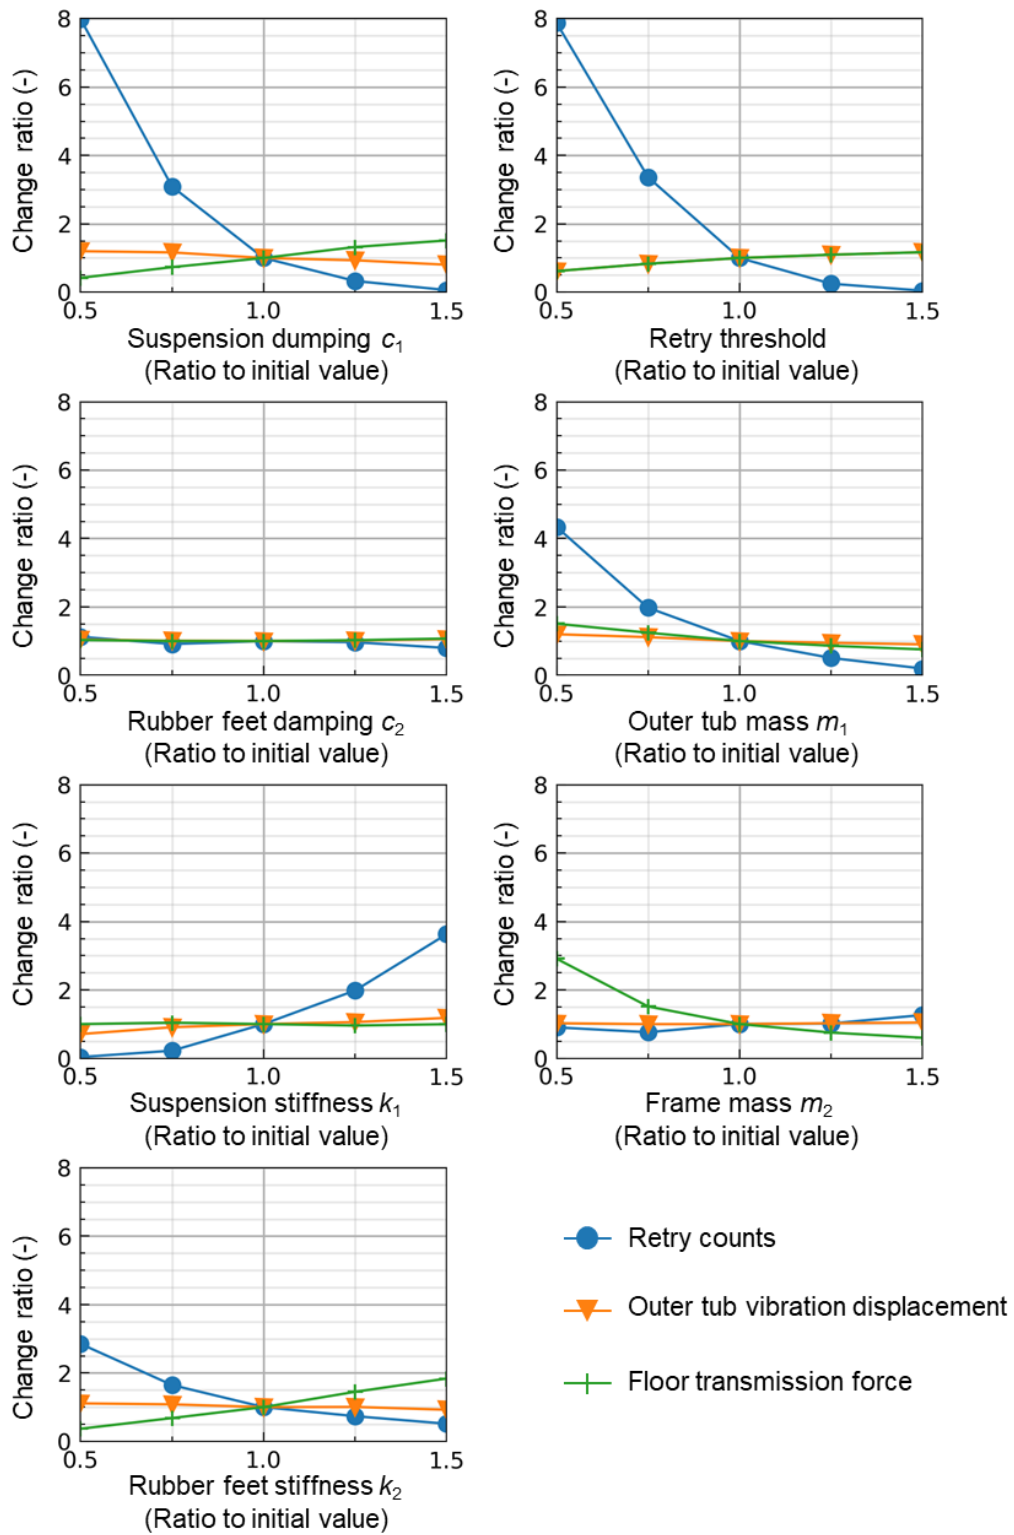 8
6
4
2
0
Change ratio (-)
0.5
1.0
1.5
Suspension dumping c₁
(Ratio to initial value)
8
6
4
2
0
Change ratio (-)
0.5
1.0
1.5
Retry threshold
(Ratio to initial value)
8
6
4
2
0
Change ratio (-)
0.5
1.0
1.5
Rubber feet damping c₂
(Ratio to initial value)
8
6
4
2
0
Change ratio (-)
0.5
1.0
1.5
Outer tub mass m₁
(Ratio to initial value)
8
6
4
2
0
Change ratio (-)
0.5
1.0
1.5
Suspension stiffness k₁
(Ratio to initial value)
8
6
4
2
0
Change ratio (-)
0.5
1.0
1.5
Frame mass m₂
(Ratio to initial value)
8
6
4
2
0
Change ratio (-)
0.5
1.0
1.5
Rubber feet stiffness k₂
(Ratio to initial value)
Retry counts
Outer tub vibration displacement
Floor transmission force